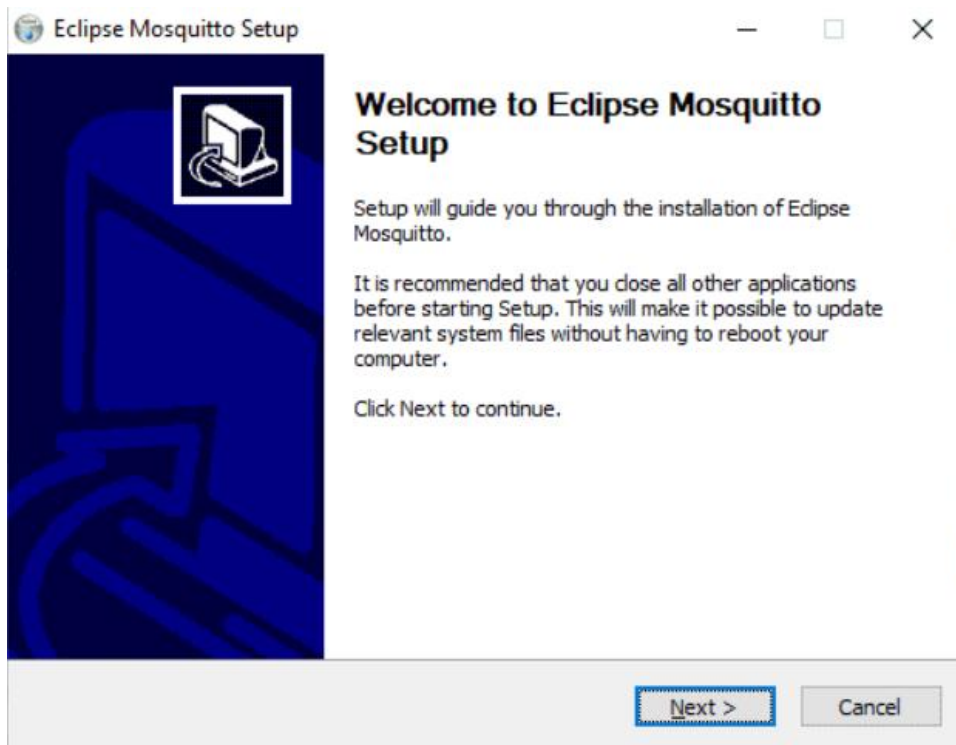 Eclipse Mosquitto Setup
Welcome to Eclipse Mosquitto
Setup
Setup will guide you through the installation of Eclipse
Mosquitto.
It is recommended that you close all other applications
before starting Setup. This will make it possible to update
relevant system files without having to reboot your
computer.
Click Next to continue.
Next >
Cancel